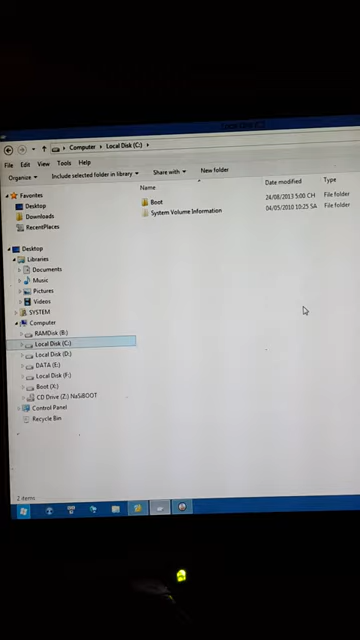 Computer ▸ Local Disk (C:) ▸
File Edit View Tools Help
Organize Include selected folder in library Share with New folder
Name Date modified Type
Boot 24/08/2013 5:00 CH File folder
System Volume Information 04/05/2010 10:25 SA File folder
Favorites
Desktop
Downloads
RecentPlaces
Desktop
Libraries
Documents
Music
Pictures
Videos
SYSTEM
Computer
RAMDisk (B:)
Local Disk (C:)
Local Disk (D:)
DATA (E:)
Local Disk (F:)
Boot (X:)
CD Drive (Z:) NaSiBOOT
Control Panel
Recycle Bin
2 items